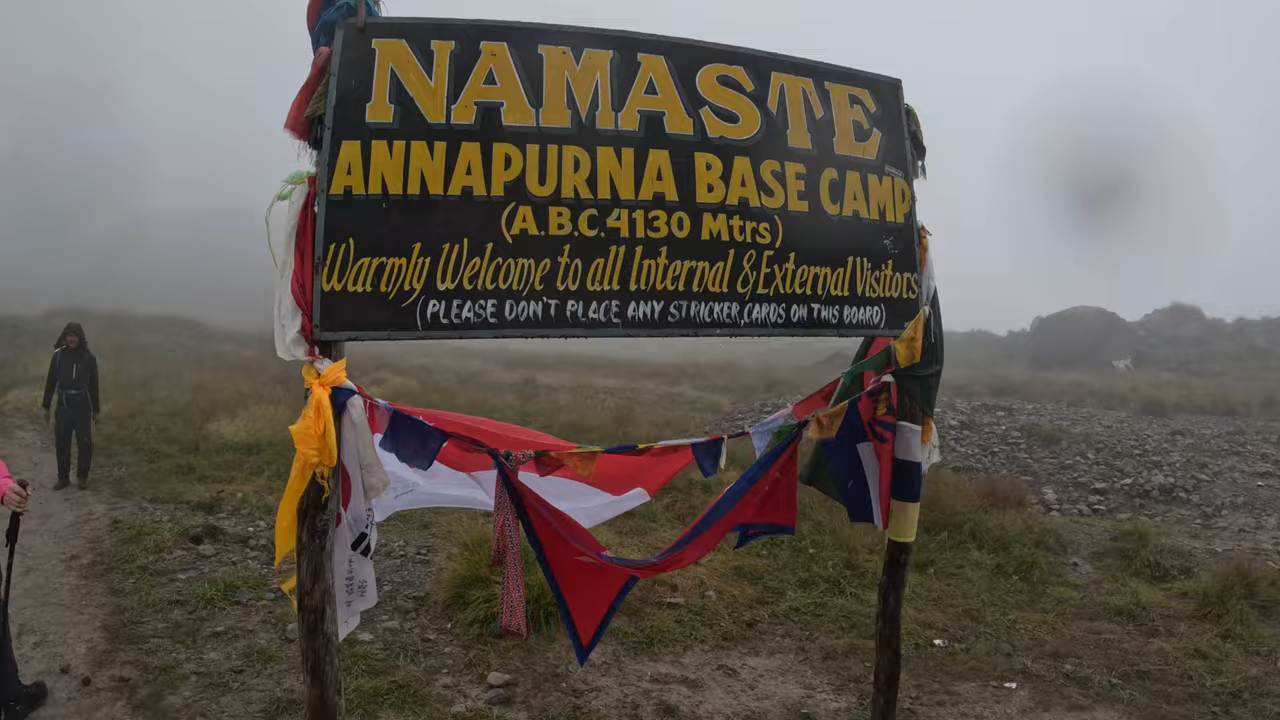 NAMASTE
ANNAPURNA BASE CAMP
(A.B.C.4130 Mtrs)
Warmly Welcome to all Internal & External Visitors
(PLEASE DON'T PLACE ANY STRICKER,CARDS ON THIS BOARD)